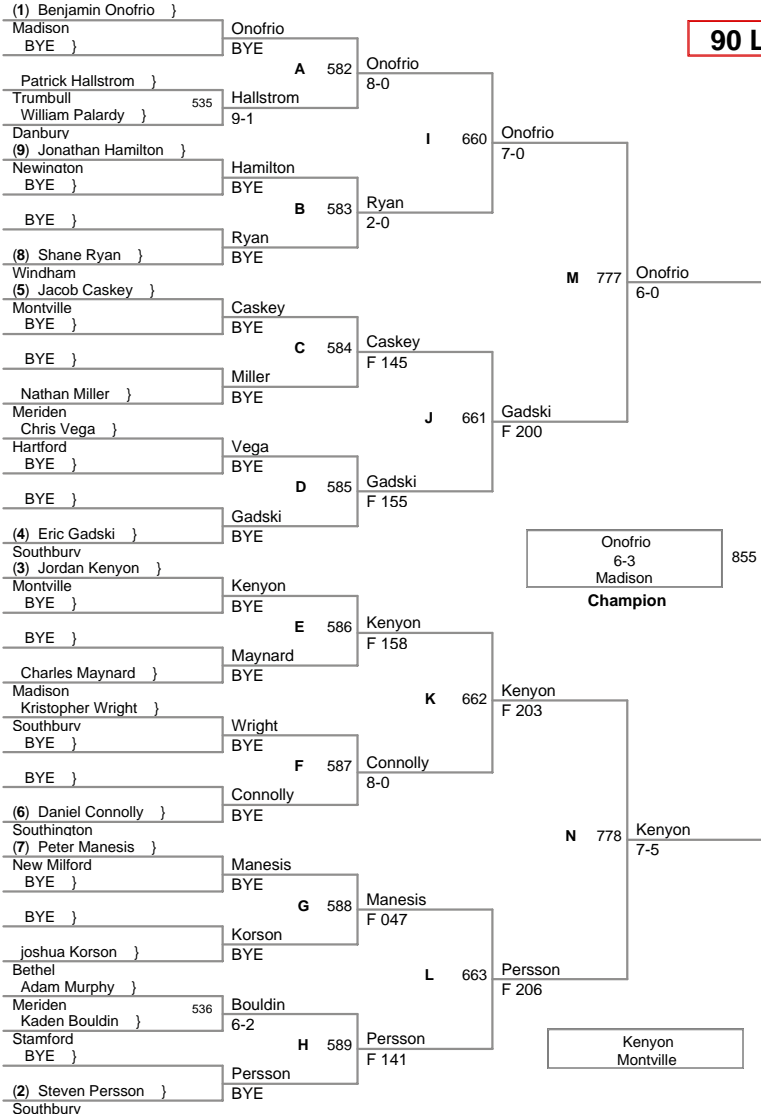 (1) Benjamin Onofrio }
Madison
BYE }
Patrick Hallstrom }
Trumbull
535
William Palardy }
Danbury
(9) Jonathan Hamilton }
Newington
BYE }
BYE }
(8) Shane Ryan }
Windham
(5) Jacob Caskey }
Montville
BYE }
BYE }
Nathan Miller }
Meriden
Chris Vega }
Hartford
BYE }
BYE }
(4) Eric Gadski }
Southbury
(3) Jordan Kenyon }
Montville
BYE }
BYE }
Charles Maynard }
Madison
Kristopher Wright }
Southbury
BYE }
BYE }
(6) Daniel Connolly }
Southington
(7) Peter Manesis }
New Milford
BYE }
BYE }
joshua Korson }
Bethel
Adam Murphy }
Meriden
536
Kaden Bouldin }
Stamford
BYE }
(2) Steven Persson }
Southbury
Onofrio
BYE
A 582
Hallstrom
9-1
Hamilton
BYE
B 583
Ryan
BYE
Caskey
BYE
C 584
Miller
BYE
Vega
BYE
D 585
Gadski
BYE
Kenyon
BYE
E 586
Maynard
BYE
Wright
BYE
F 587
Connolly
BYE
Manesis
BYE
G 588
Korson
BYE
Bouldin
6-2
H 589
Persson
BYE
Onofrio
8-0
I 660
Ryan
2-0
Caskey
F 145
J 661
Gadski
F 155
Kenyon
F 158
K 662
Connolly
8-0
Manesis
F 047
L 663
Persson
F 141
Onofrio
7-0
M 777
Gadski
F 200
Kenyon
F 203
N 778
Persson
F 206
90 L
Onofrio
6-0
Onofrio
6-3
Madison
855
Champion
Kenyon
7-5
Kenyon
Montville